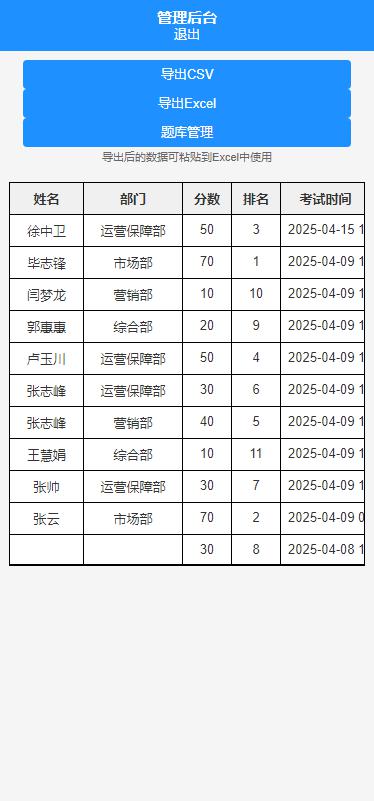 管理后台
退出
导出CSV
导出Excel
题库管理
导出后的数据可粘贴到Excel中使用
姓名 部门 分数 排名 考试时间
徐中卫 运营保障部 50 3 2025-04-15 1
毕志锋 市场部 70 1 2025-04-09 1
闫梦龙 营销部 10 10 2025-04-09 1
郭惠惠 综合部 20 9 2025-04-09 1
卢玉川 运营保障部 50 4 2025-04-09 1
张志峰 运营保障部 30 6 2025-04-09 1
张志峰 营销部 40 5 2025-04-09 1
王慧娟 综合部 10 11 2025-04-09 1
张帅 运营保障部 30 7 2025-04-09 1
张云 市场部 70 2 2025-04-09 0
30 8 2025-04-08 1